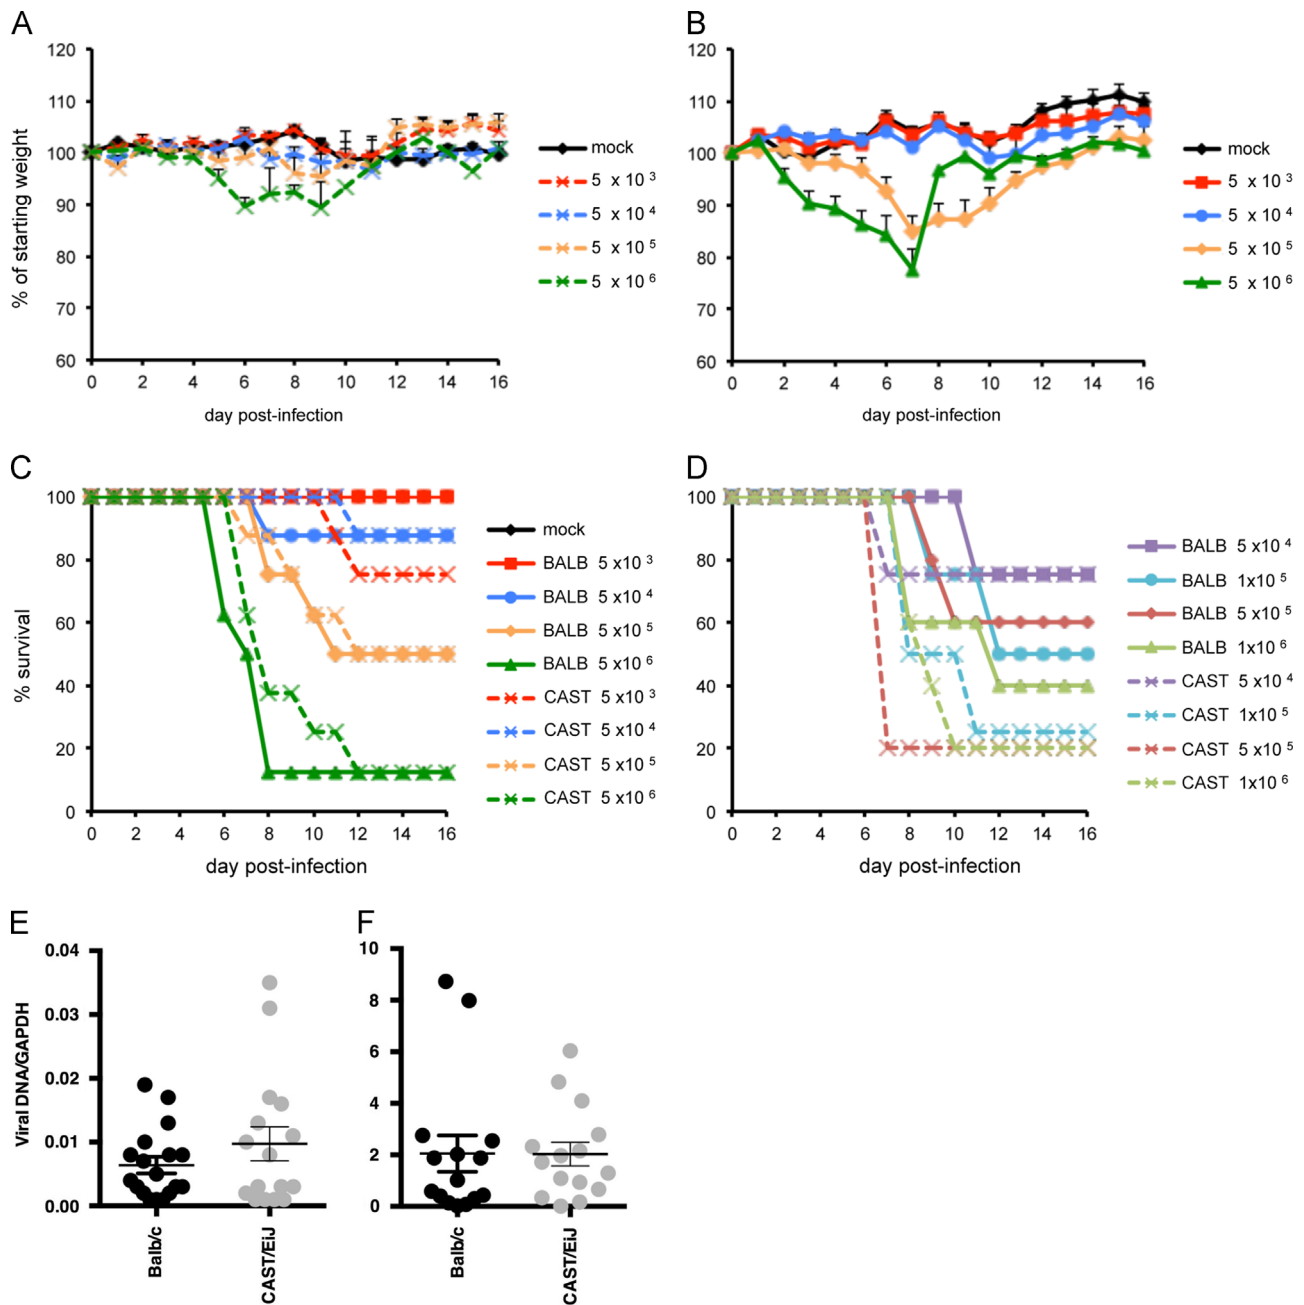 A
120
110
100
90
80
70
60
% of starting weight
0 2 4 6 8 10 12 14 16
day post-infection
mock
5 x 10 3
5 x 10 4
5 x 10 5
5 x 10 6
B
120
110
100
90
80
70
60
0 2 4 6 8 10 12 14 16
day post-infection
mock
5 x 10 3
5 x 10 4
5 x 10 5
5 x 10 6
C
100
80
60
40
20
0
% survival
0 2 4 6 8 10 12 14 16
day post-infection
mock
BALB 5 x10 3
BALB 5 x10 4
BALB 5 x10 5
BALB 5 x10 6
CAST 5 x10 3
CAST 5 x10 4
CAST 5 x10 5
CAST 5 x10 6
D
100
80
60
40
20
0
0 2 4 6 8 10 12 14 16
day post-infection
BALB 5 x10 4
BALB 1x10 5
BALB 5 x10 5
BALB 1x10 6
CAST 5 x10 4
CAST 1x10 5
CAST 5 x10 5
CAST 1x10 6
E
0.04
0.03
0.02
0.01
0.00
Viral DNA/GAPDH
Balb/c
CAST/EiJ
F
10
8
6
4
2
0
Balb/c
CAST/EiJ